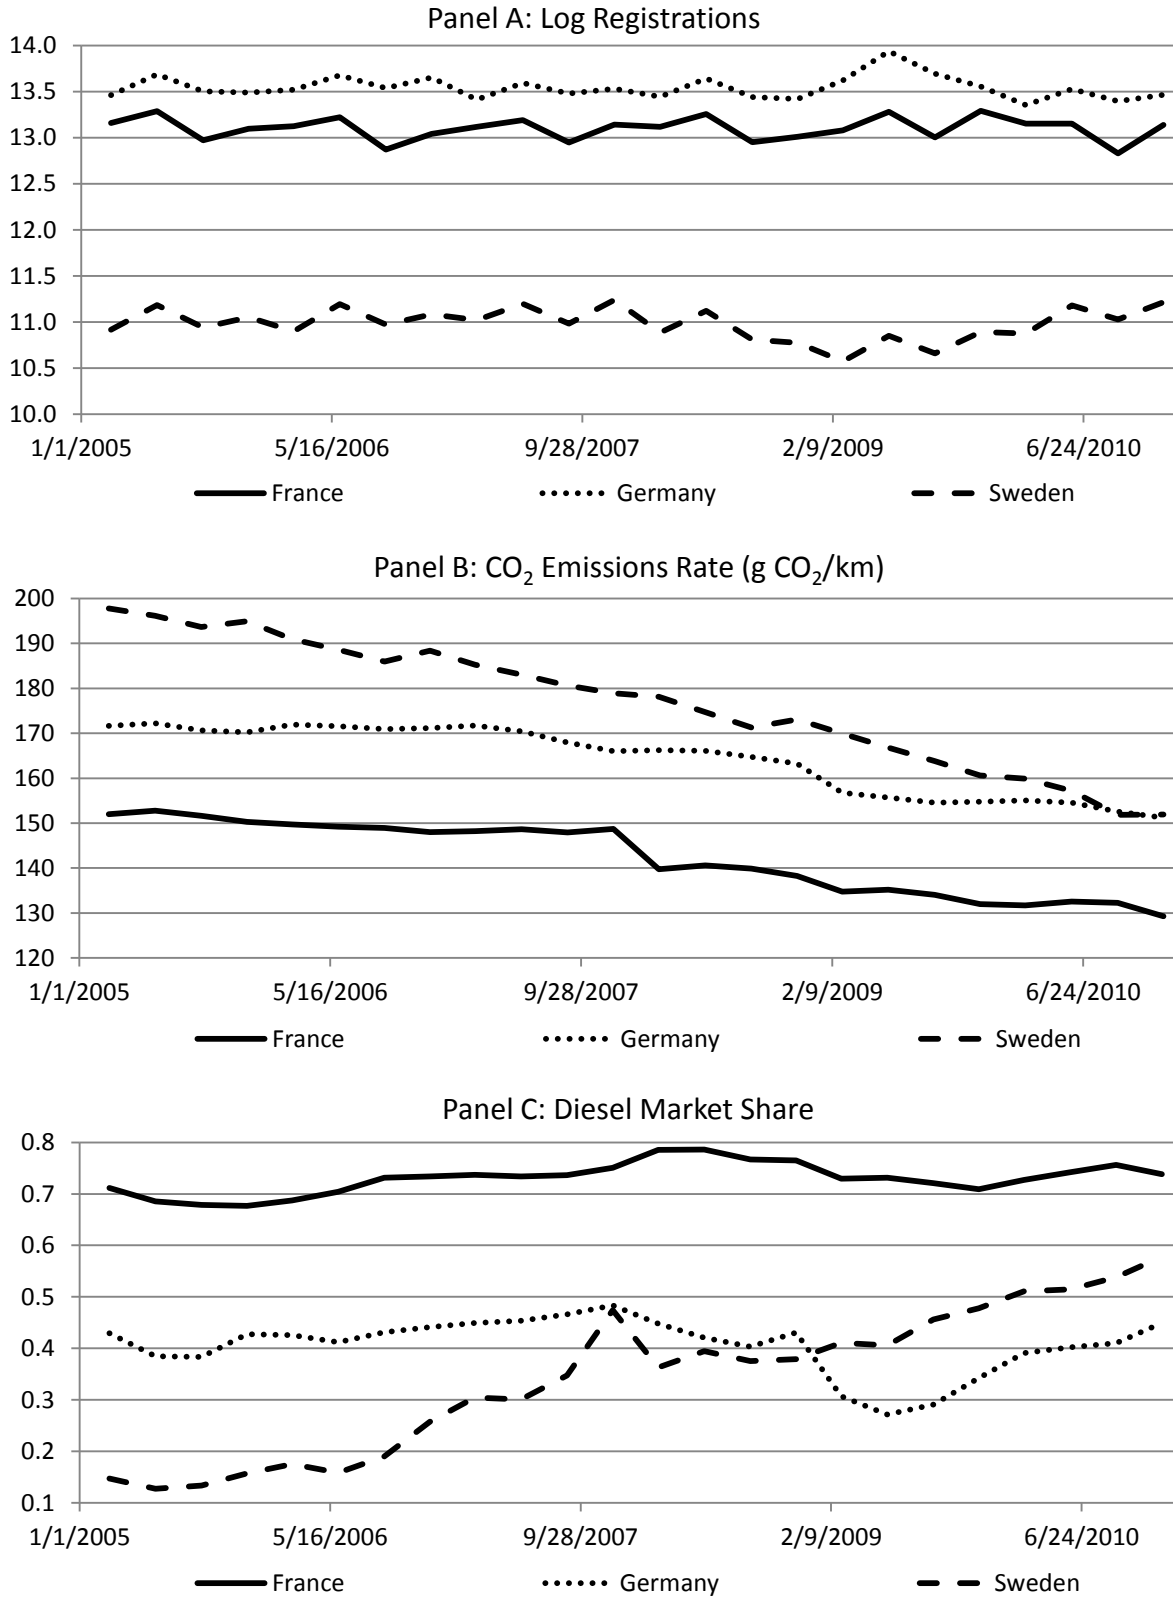 Panel A: Log Registrations
14.0
13.5
13.0
12.5
12.0
11.5
11.0
10.5
10.0
1/1/2005 5/16/2006 9/28/2007 2/9/2009 6/24/2010
France Germany Sweden
Panel B: CO₂ Emissions Rate (g CO₂/km)
200
190
180
170
160
150
140
130
120
1/1/2005 5/16/2006 9/28/2007 2/9/2009 6/24/2010
France Germany Sweden
Panel C: Diesel Market Share
0.8
0.7
0.6
0.5
0.4
0.3
0.2
0.1
1/1/2005 5/16/2006 9/28/2007 2/9/2009 6/24/2010
France Germany Sweden